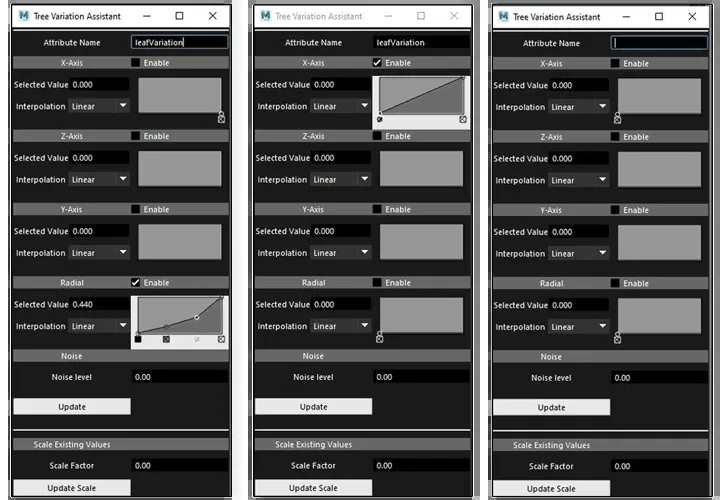 Tree Variation Assistant
Attribute Name leafVariation
X-Axis Enable
Selected Value 0.000
Interpolation Linear
Z-Axis Enable
Selected Value 0.000
Interpolation Linear
Y-Axis Enable
Selected Value 0.000
Interpolation Linear
Radial Enable
Selected Value 0.440
Interpolation Linear
Noise
Noise level 0.00
Update
Scale Existing Values
Scale Factor 0.00
Update Scale
Tree Variation Assistant
Attribute Name leafVariation
X-Axis Enable
Selected Value 0.000
Interpolation Linear
Z-Axis Enable
Selected Value 0.000
Interpolation Linear
Y-Axis Enable
Selected Value 0.000
Interpolation Linear
Radial Enable
Selected Value 0.000
Interpolation Linear
Noise
Noise level 0.00
Update
Scale Existing Values
Scale Factor 0.00
Update Scale
Tree Variation Assistant
Attribute Name
X-Axis Enable
Selected Value 0.000
Interpolation Linear
Z-Axis Enable
Selected Value 0.000
Interpolation Linear
Y-Axis Enable
Selected Value 0.000
Interpolation Linear
Radial Enable
Selected Value 0.000
Interpolation Linear
Noise
Noise level 0.00
Update
Scale Existing Values
Scale Factor 0.00
Update Scale